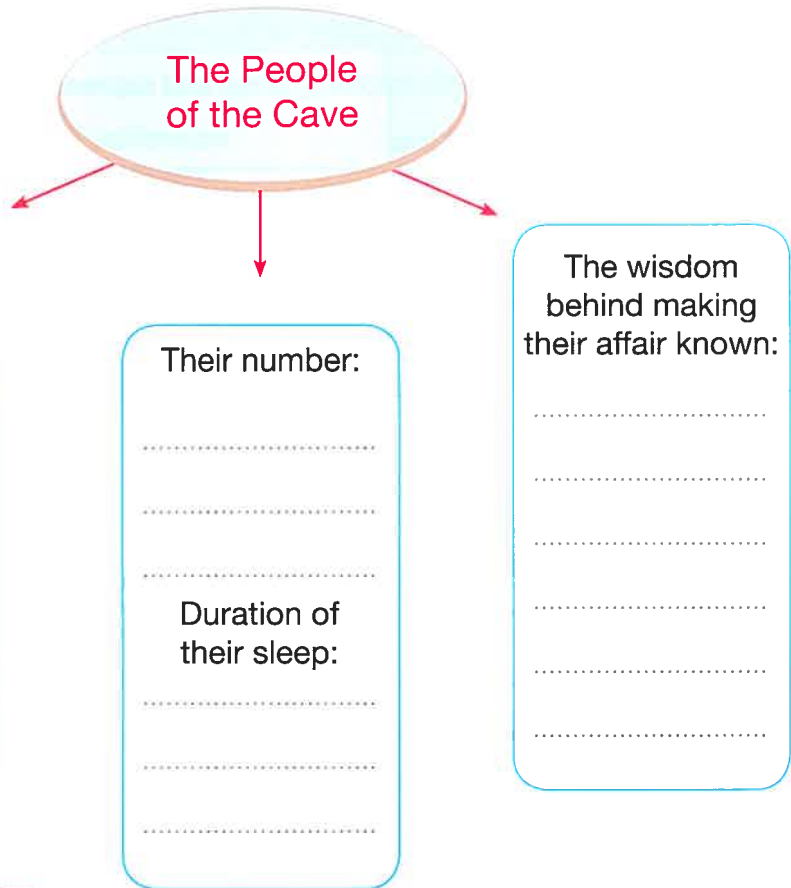 The People
of the Cave
Their number:
Duration of
their sleep:
The wisdom
behind making
their affair known: